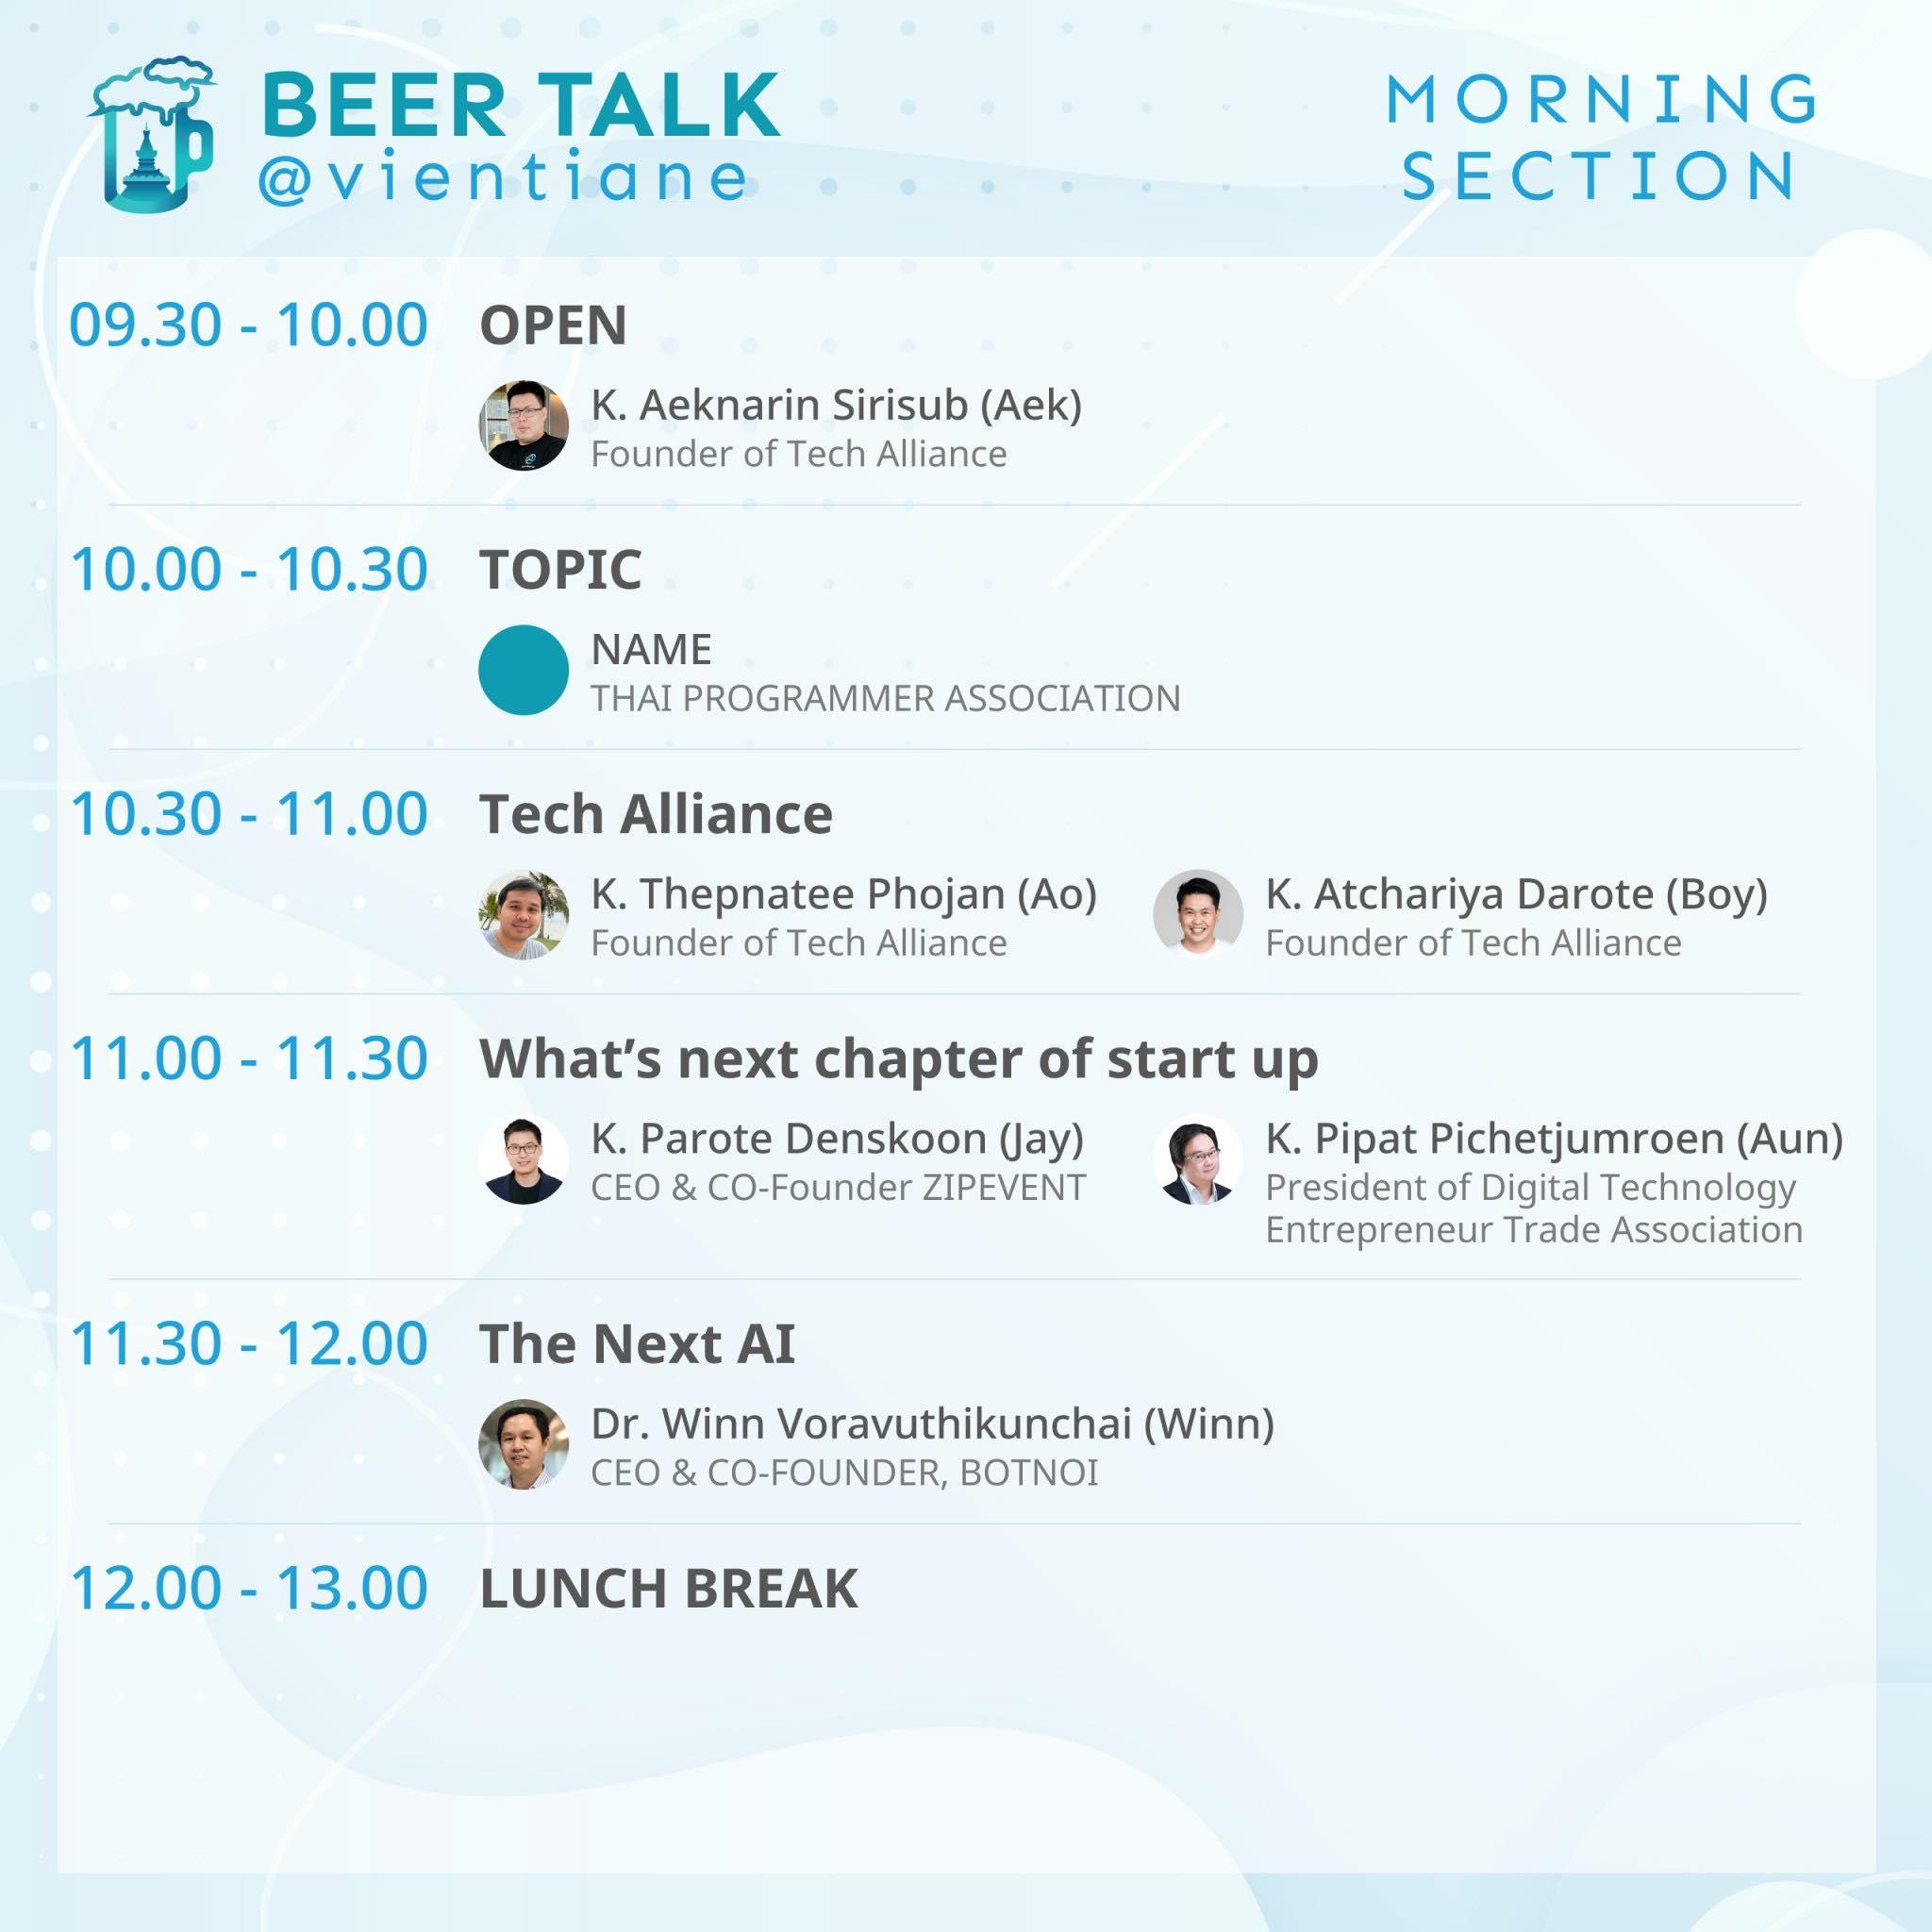 BEER TALK
@vientiane
MORNING
SECTION
09.30 - 10.00 OPEN
K. Aeknarin Sirisub (Aek)
Founder of Tech Alliance
10.00 - 10.30 TOPIC
NAME
THAI PROGRAMMER ASSOCIATION
10.30 - 11.00 Tech Alliance
K. Thepnatee Phojan (Ao)
Founder of Tech Alliance
K. Atchariya Darote (Boy)
Founder of Tech Alliance
11.00 - 11.30 What’s next chapter of start up
K. Parote Denskoon (Jay)
CEO & CO-Founder ZIPEVENT
K. Pipat Pichetjumroen (Aun)
President of Digital Technology
Entrepreneur Trade Association
11.30 - 12.00 The Next AI
Dr. Winn Voravuthikunchai (Winn)
CEO & CO-FOUNDER, BOTNOI
12.00 - 13.00 LUNCH BREAK